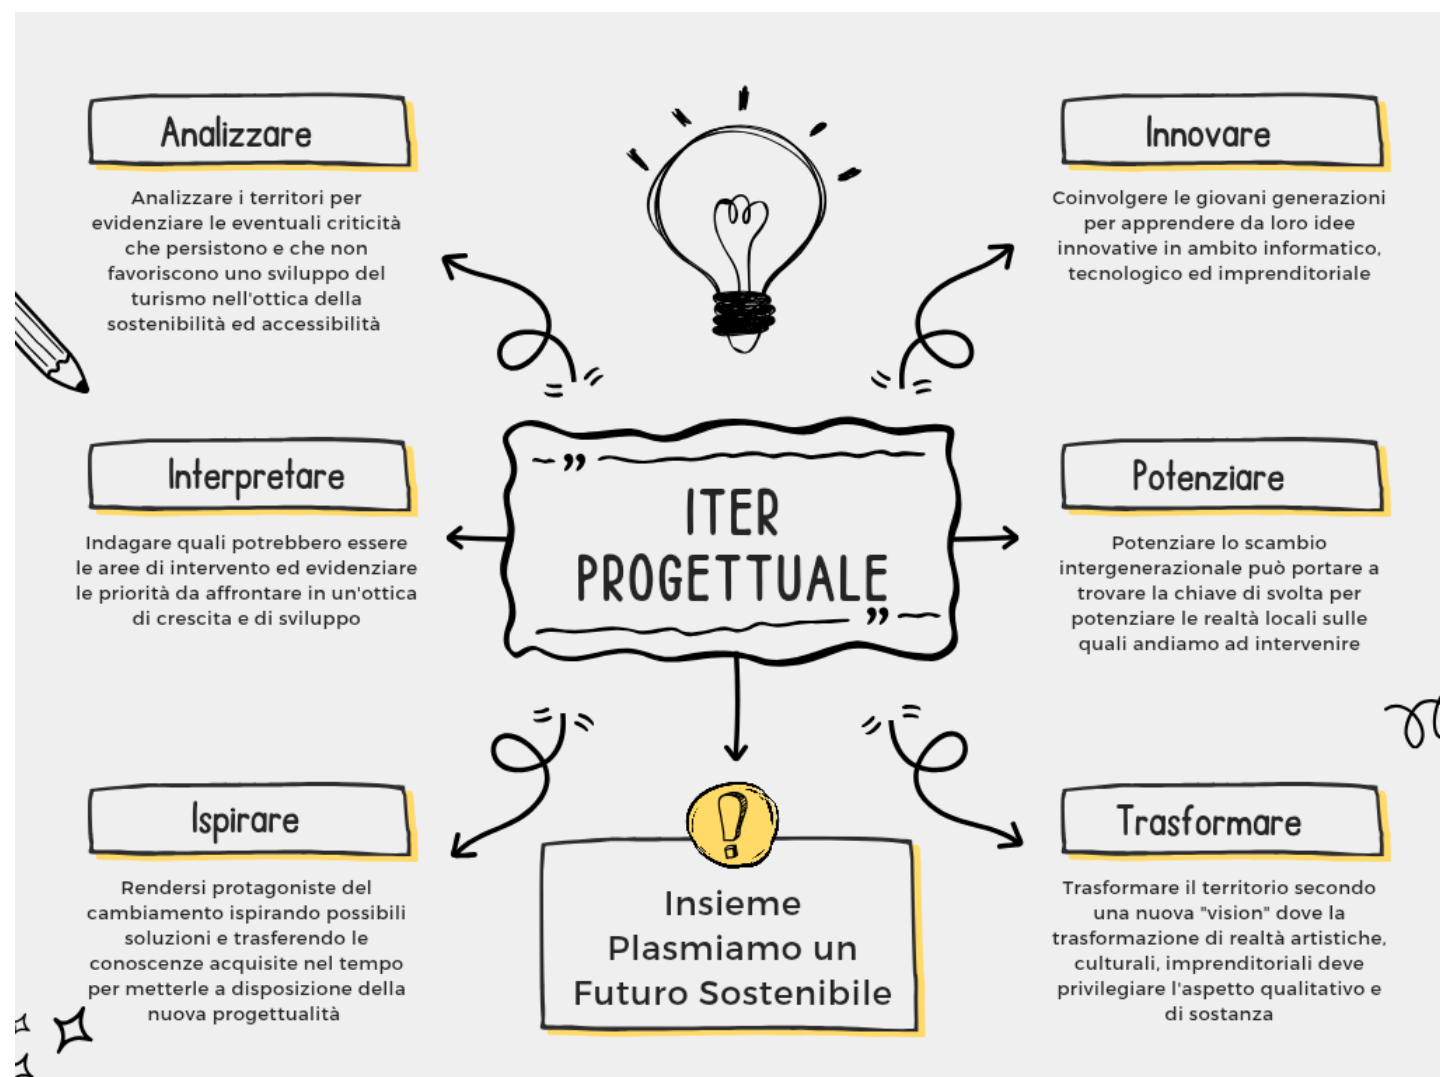 Analizzare
Analizzare i territori per
evidenziare le eventuali criticità
che persistono e che non
favoriscono uno sviluppo del
turismo nell'ottica della
sostenibilità ed accessibilità
Interpretare
Indagare quali potrebbero essere
le aree di intervento ed evidenziare
le priorità da affrontare in un'ottica
di crescita e di sviluppo
Ispirare
Rendersi protagoniste del
cambiamento ispirando possibili
soluzioni e trasferendo le
conoscenze acquisite nel tempo
per metterle a disposizione della
nuova progettualità
ITER
PROGETTUALE
Insieme
Plasmiamo un
Futuro Sostenibile
Innovare
Coinvolgere le giovani generazioni
per apprendere da loro idee
innovative in ambito informatico,
tecnologico ed imprenditoriale
Potenziare
Potenziare lo scambio
intergenerazionale può portare a
trovare la chiave di svolta per
potenziare le realtà locali sulle
quali andiamo ad intervenire
Trasformare
Trasformare il territorio secondo
una nuova "vision" dove la
trasformazione di realtà artistiche,
culturali, imprenditoriali deve
privilegiare l'aspetto qualitativo e
di sostanza